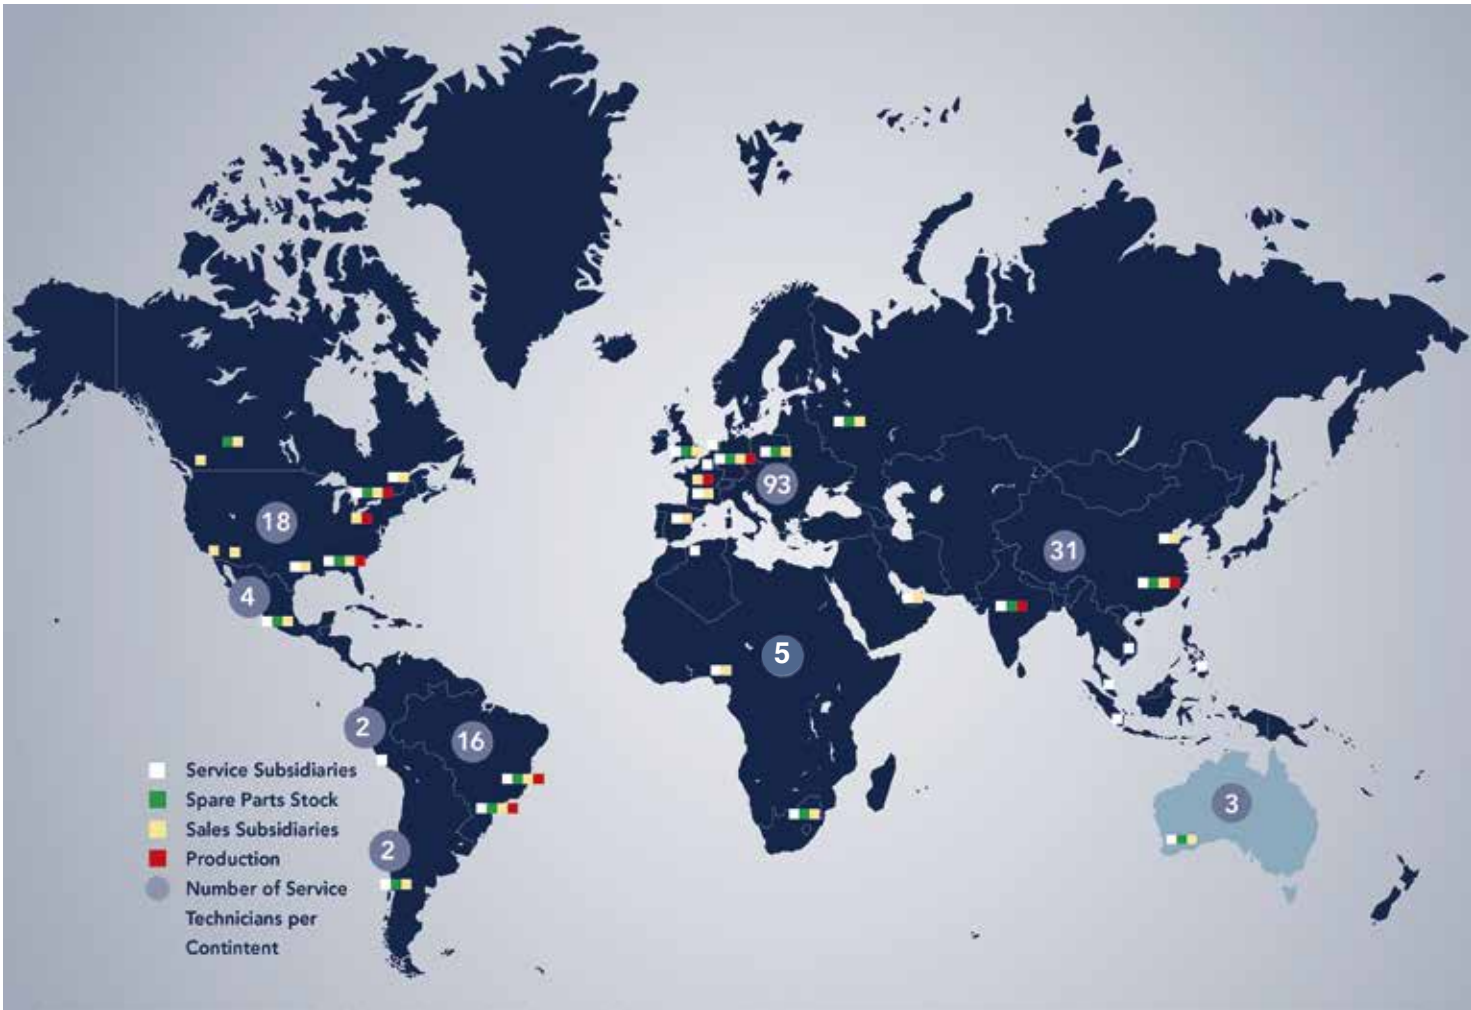 93
18
31
4
5
2
16
3
2
Service Subsidiaries
Spare Parts Stock
Sales Subsidiaries
Production
Number of Service
Technicians per
Contintent